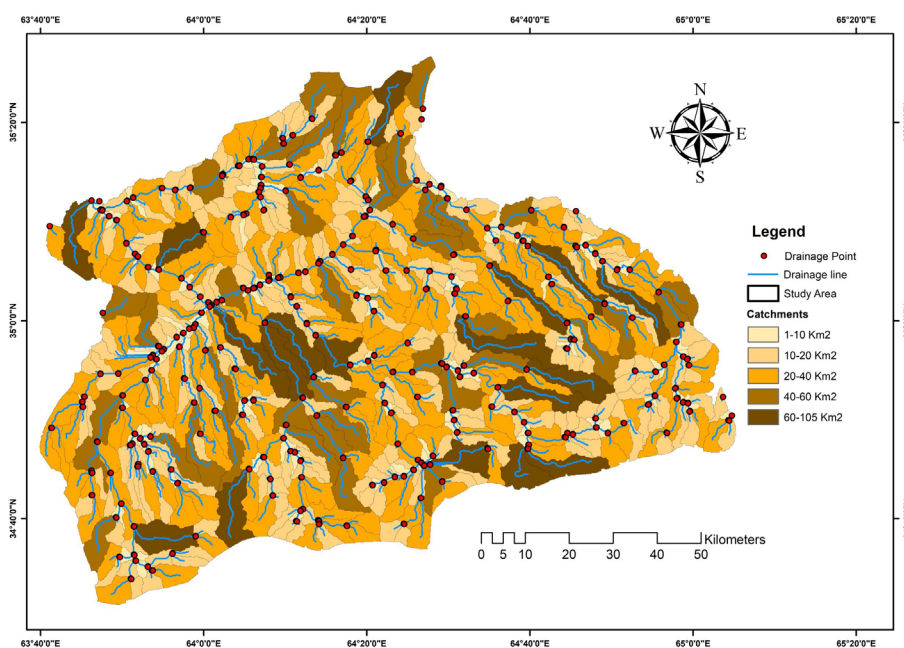 63°40'0"E 64°0'0"E 64°20'0"E 64°40'0"E 65°0'0"E 65°20'0"E
35°20'0"N
35°0'0"N
34°40'0"N
N
W E
S
Legend
Drainage Point
Drainage line
Study Area
Catchments
1-10 Km2
10-20 Km2
20-40 Km2
40-60 Km2
60-105 Km2
Kilometers
0 5 10 20 30 40 50
63°40'0"E 64°0'0"E 64°20'0"E 64°40'0"E 65°0'0"E 65°20'0"E